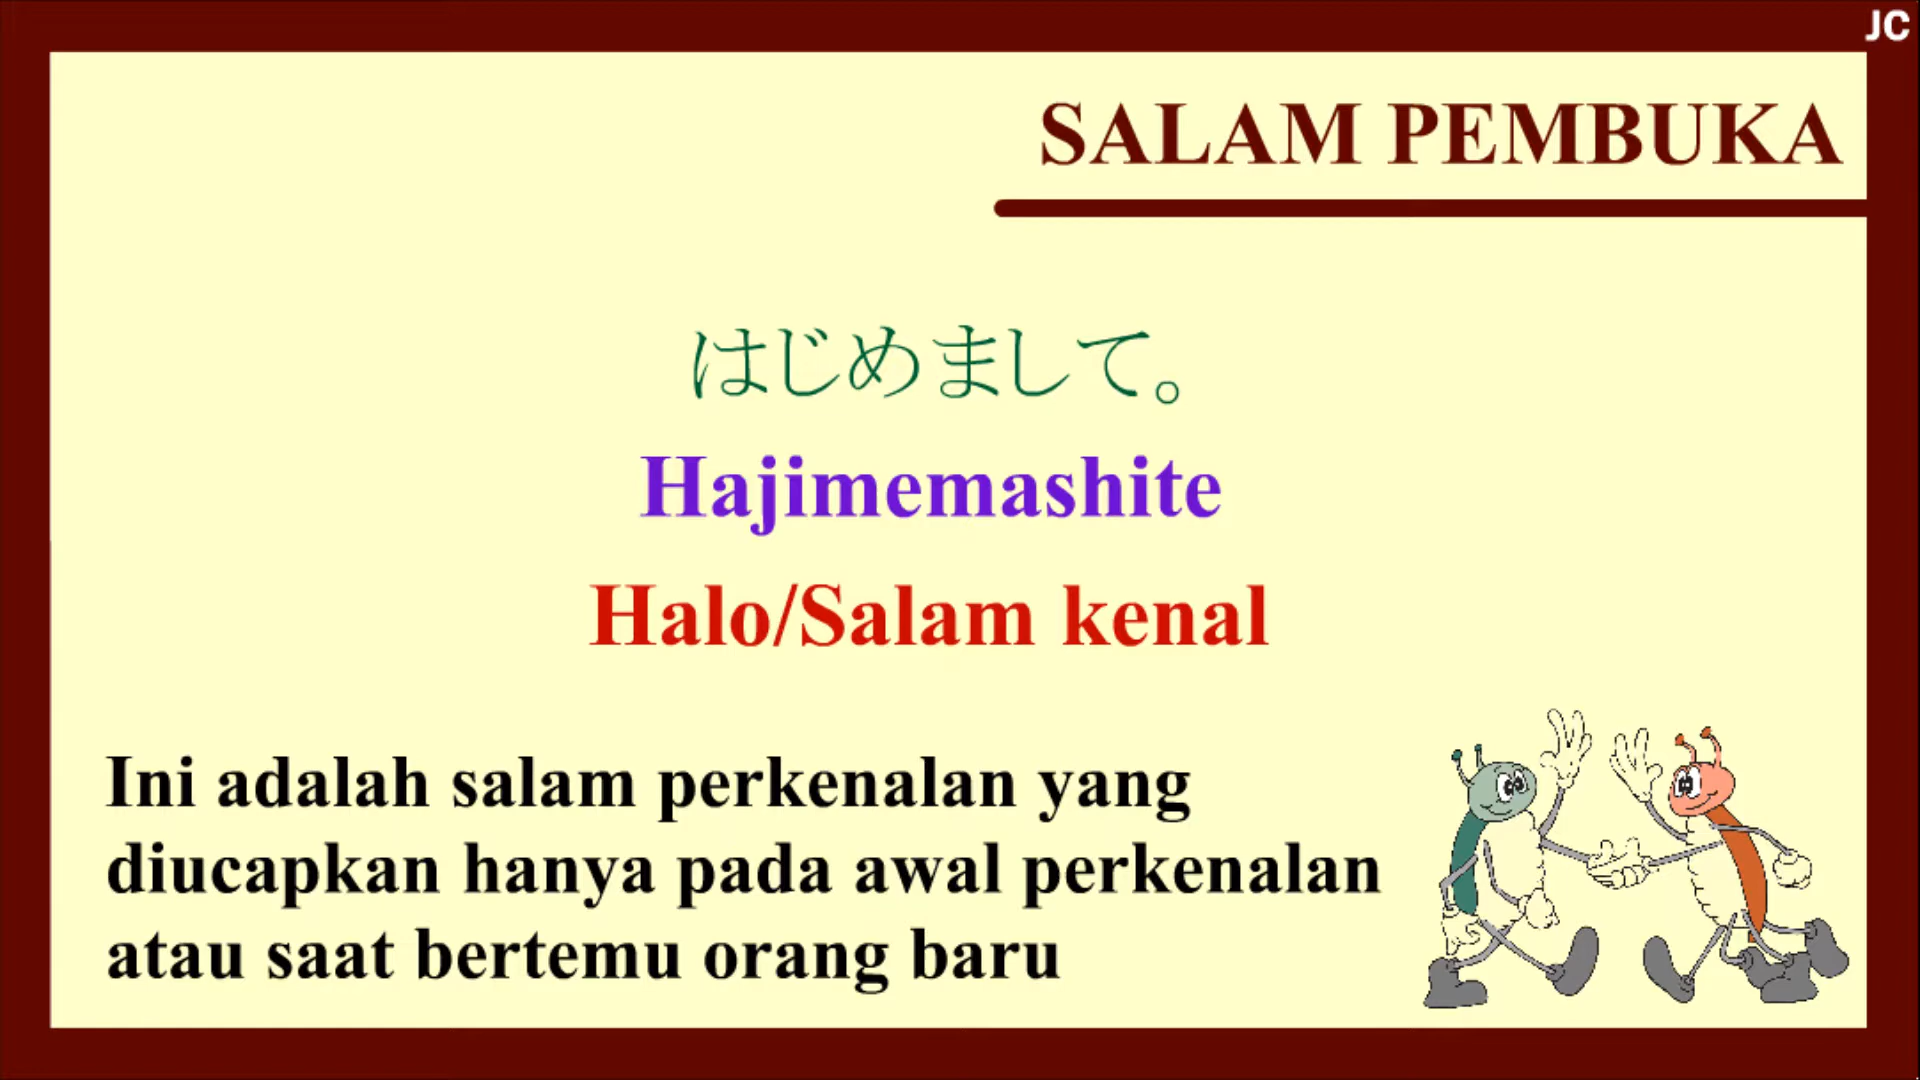 JC
SALAM PEMBUKA
はじめまして。
Hajimemashite
Halo/Salam kenal
Ini adalah salam perkenalan yang
diucapkan hanya pada awal perkenalan
atau saat bertemu orang baru